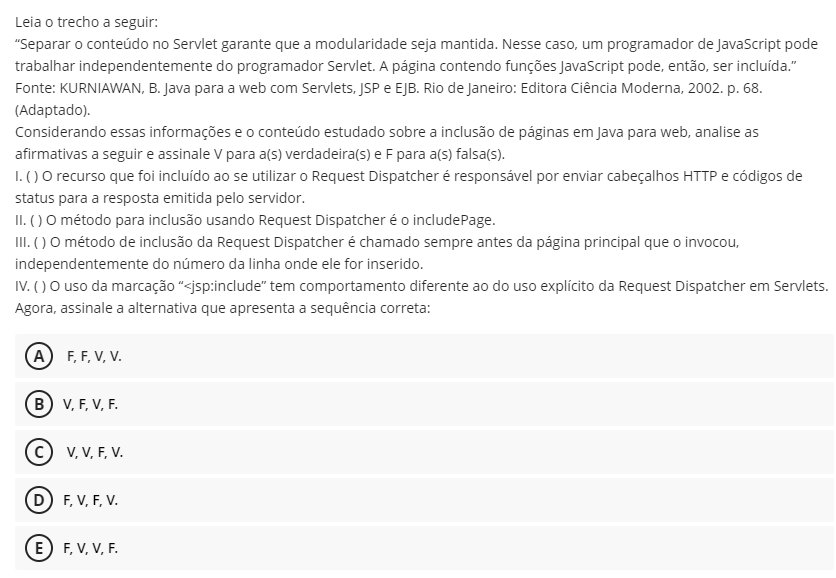 Leia o trecho a seguir:
“Separar o conteúdo no Servlet garante que a modularidade seja mantida. Nesse caso, um programador de JavaScript pode
trabalhar independentemente do programador Servlet. A página contendo funções JavaScript pode, então, ser incluída.”
Fonte: KURNIAWAN, B. Java para a web com Servlets, JSP e EJB. Rio de Janeiro: Editora Ciência Moderna, 2002. p. 68.
(Adaptado).
Considerando essas informações e o conteúdo estudado sobre a inclusão de páginas em Java para web, analise as
afirmativas a seguir e assinale V para a(s) verdadeira(s) e F para a(s) falsa(s).
I. ( ) O recurso que foi incluído ao se utilizar o Request Dispatcher é responsável por enviar cabeçalhos HTTP e códigos de
status para a resposta emitida pelo servidor.
II. ( ) O método para inclusão usando Request Dispatcher é o includePage.
III. ( ) O método de inclusão da Request Dispatcher é chamado sempre antes da página principal que o invocou,
independentemente do número da linha onde ele for inserido.
IV. ( ) O uso da marcação “<jsp:include” tem comportamento diferente ao do uso explícito da Request Dispatcher em Servlets.
Agora, assinale a alternativa que apresenta a sequência correta:
A F, F, V, V.
B V, F, V, F.
C V, V, F, V.
D F, V, F, V.
E F, V, V, F.